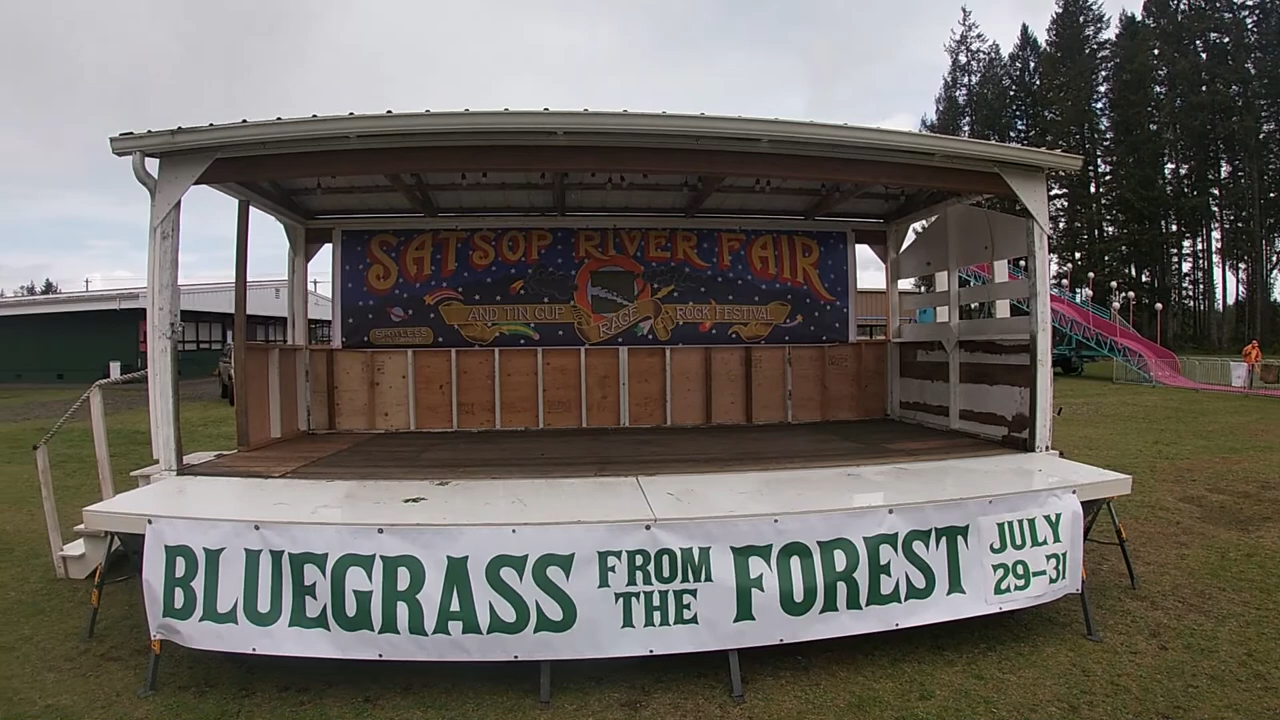 SATSOP RIVER FAIR
AND TIN CUP RACE ROCK FESTIVAL
SPOTLESS
BLUEGRASS FROM THE FOREST JULY 29-31